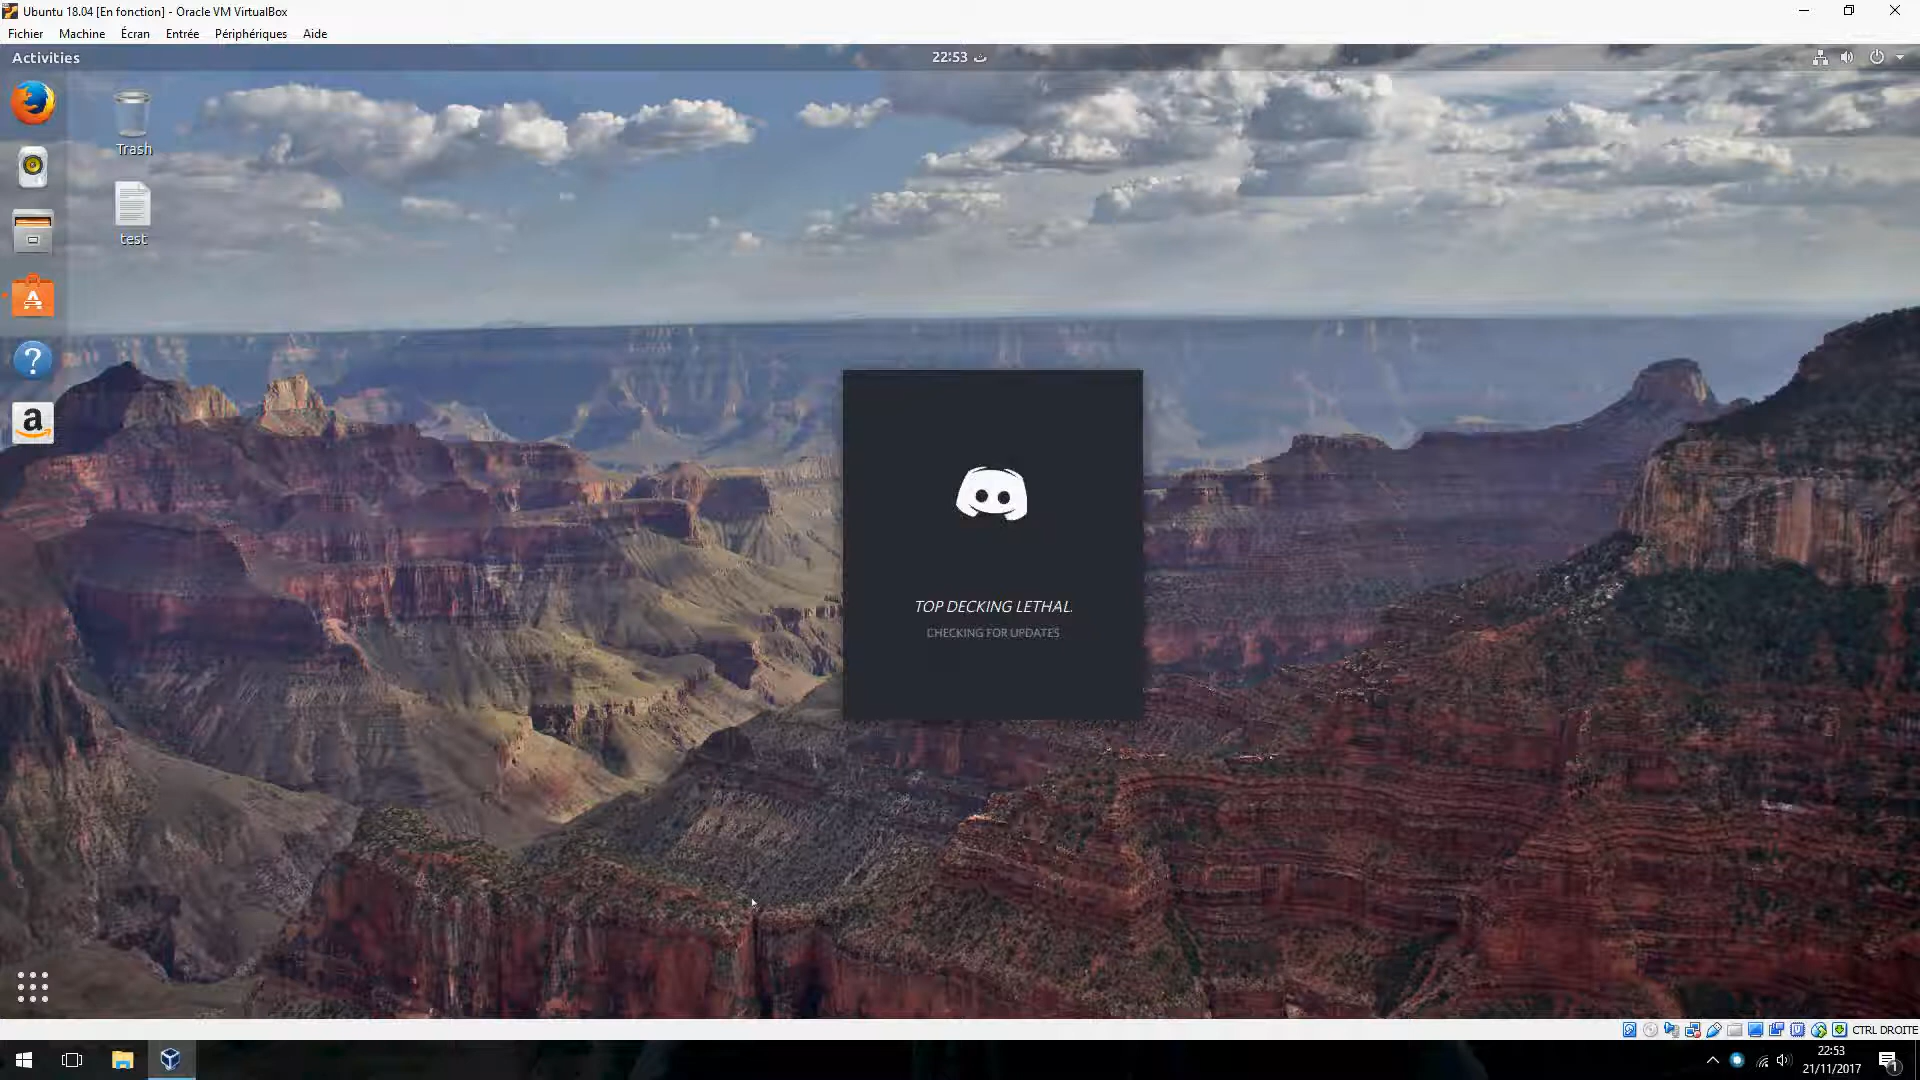 Ubuntu 18.04 [En fonction] - Oracle VM VirtualBox
Fichier Machine Écran Entrée Périphériques Aide
Activities
22:53 ث
Trash
test
TOP DECKING LETHAL.
CHECKING FOR UPDATES
CTRL DROITE
22:53
21/11/2017
1